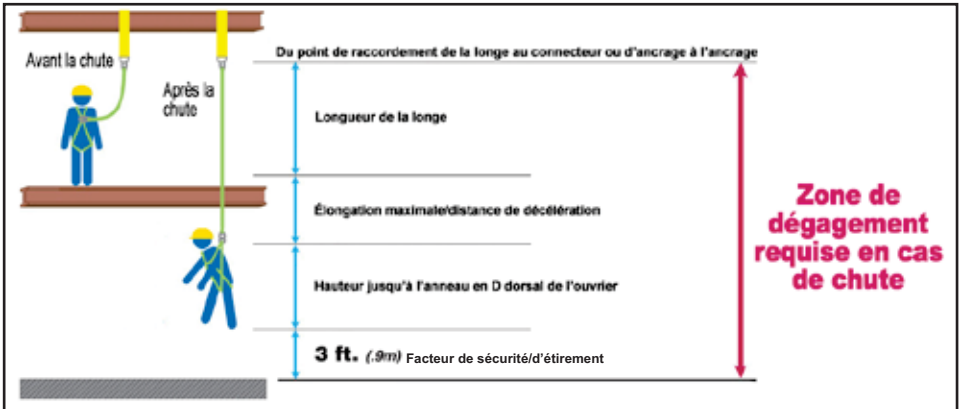 Du point de raccordement de la longe au connecteur ou d'ancrage à l'ancrage
Avant la chute
Après la
chute
Longueur de la longe
Élongation maximale/distance de décélération
Hauteur jusqu'à l'anneau en D dorsal de l'ouvrier
3 ft. (.9m) Facteur de sécurité/d'étirement
Zone de
dégagement
requise en cas
de chute